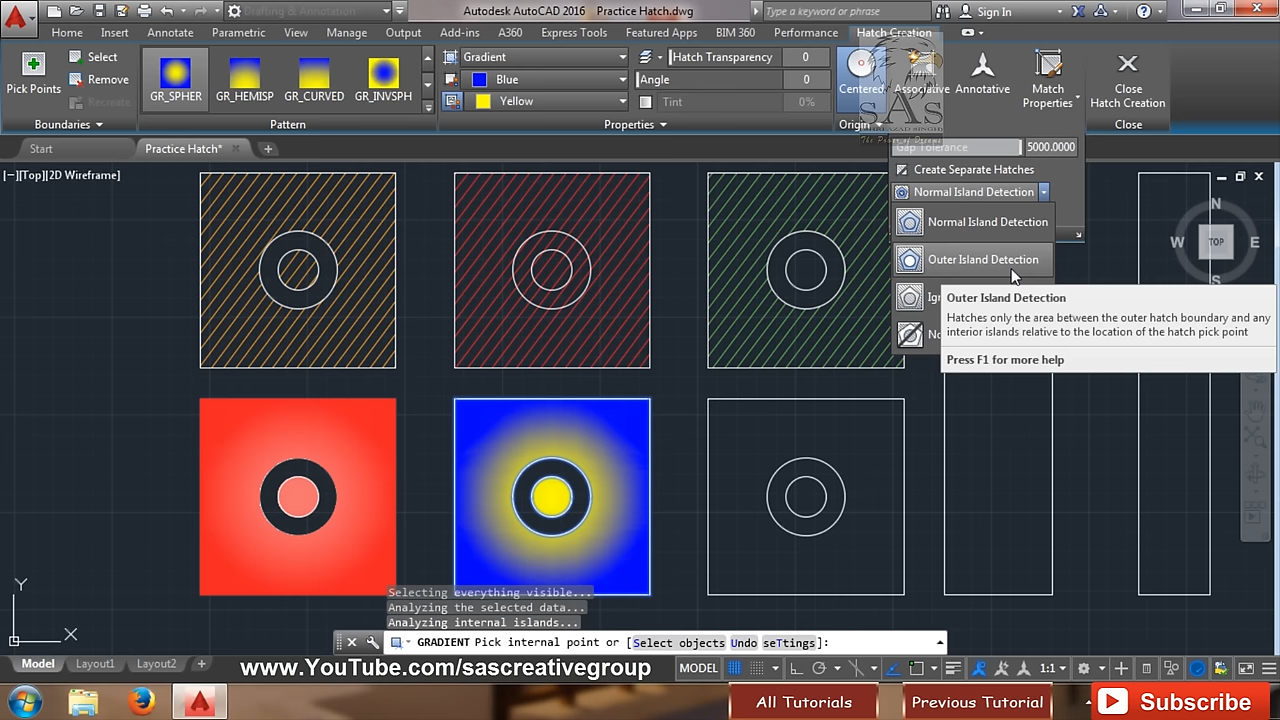 Drafting & Annotation
Autodesk AutoCAD 2016 Practice Hatch.dwg
Type a keyword or phrase
Sign In
Home Insert Annotate Parametric View Manage Output Add-ins A360 Express Tools Featured Apps BIM 360 Performance Hatch Creation
Pick Points
Select
Remove
Recreate
Boundaries
GR_SPHER GR_HEMISP GR_CURVED GR_INVSPH
Pattern
Gradient
Blue
Yellow
Hatch Transparency 0
Angle 0
Tint 0%
Properties
Centered
Origin
Associative
Annotative
Match
Properties
Close
Hatch Creation
Close
SAS
Start
Practice Hatch*
Gap Tolerance 5000.0000
Create Separate Hatches
Normal Island Detection
Normal Island Detection
Outer Island Detection
Ig
No
Outer Island Detection
Hatches only the area between the outer hatch boundary and any
interior islands relative to the location of the hatch pick point
Press F1 for more help
[−][Top][2D Wireframe]
N
W TOP E
S
Y
X
Selecting everything visible...
Analyzing the selected data...
Analyzing internal islands...
GRADIENT Pick internal point or [Select objects Undo seTtings]:
Model Layout1 Layout2 +
www.YouTube.com/sascreativegroup
MODEL
1:1
All Tutorials
Previous Tutorial
Subscribe